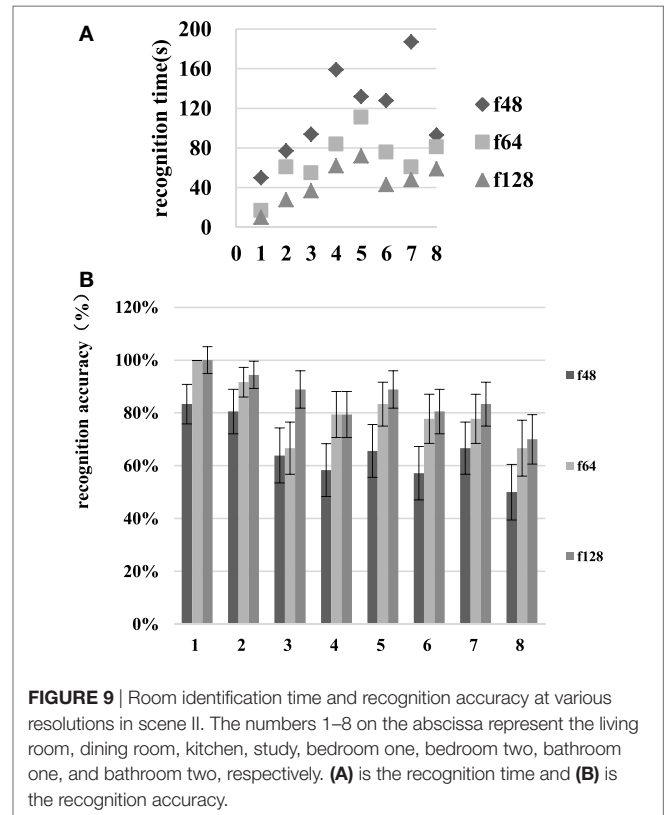 A
recognition time(s)
200
160
120
80
40
0
0 1 2 3 4 5 6 7 8
f48
f64
f128
B
recognition accuracy（%）
120%
100%
80%
60%
40%
20%
0%
1 2 3 4 5 6 7 8
f48
f64
f128
FIGURE 9 | Room identification time and recognition accuracy at various
resolutions in scene II. The numbers 1–8 on the abscissa represent the living
room, dining room, kitchen, study, bedroom one, bedroom two, bathroom
one, and bathroom two, respectively. (A) is the recognition time and (B) is
the recognition accuracy.